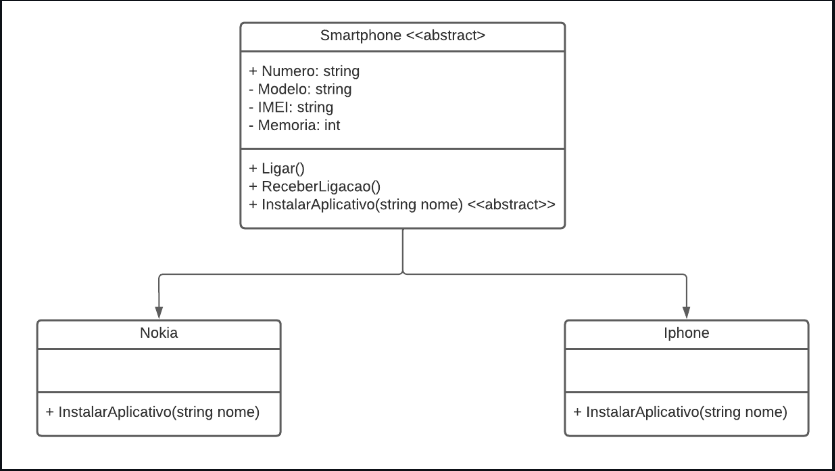 Smartphone <<abstract>
+ Numero: string
- Modelo: string
- IMEI: string
- Memoria: int
+ Ligar()
+ ReceberLigacao()
+ InstalarAplicativo(string nome) <<abstract>>
Nokia
+ InstalarAplicativo(string nome)
Iphone
+ InstalarAplicativo(string nome)